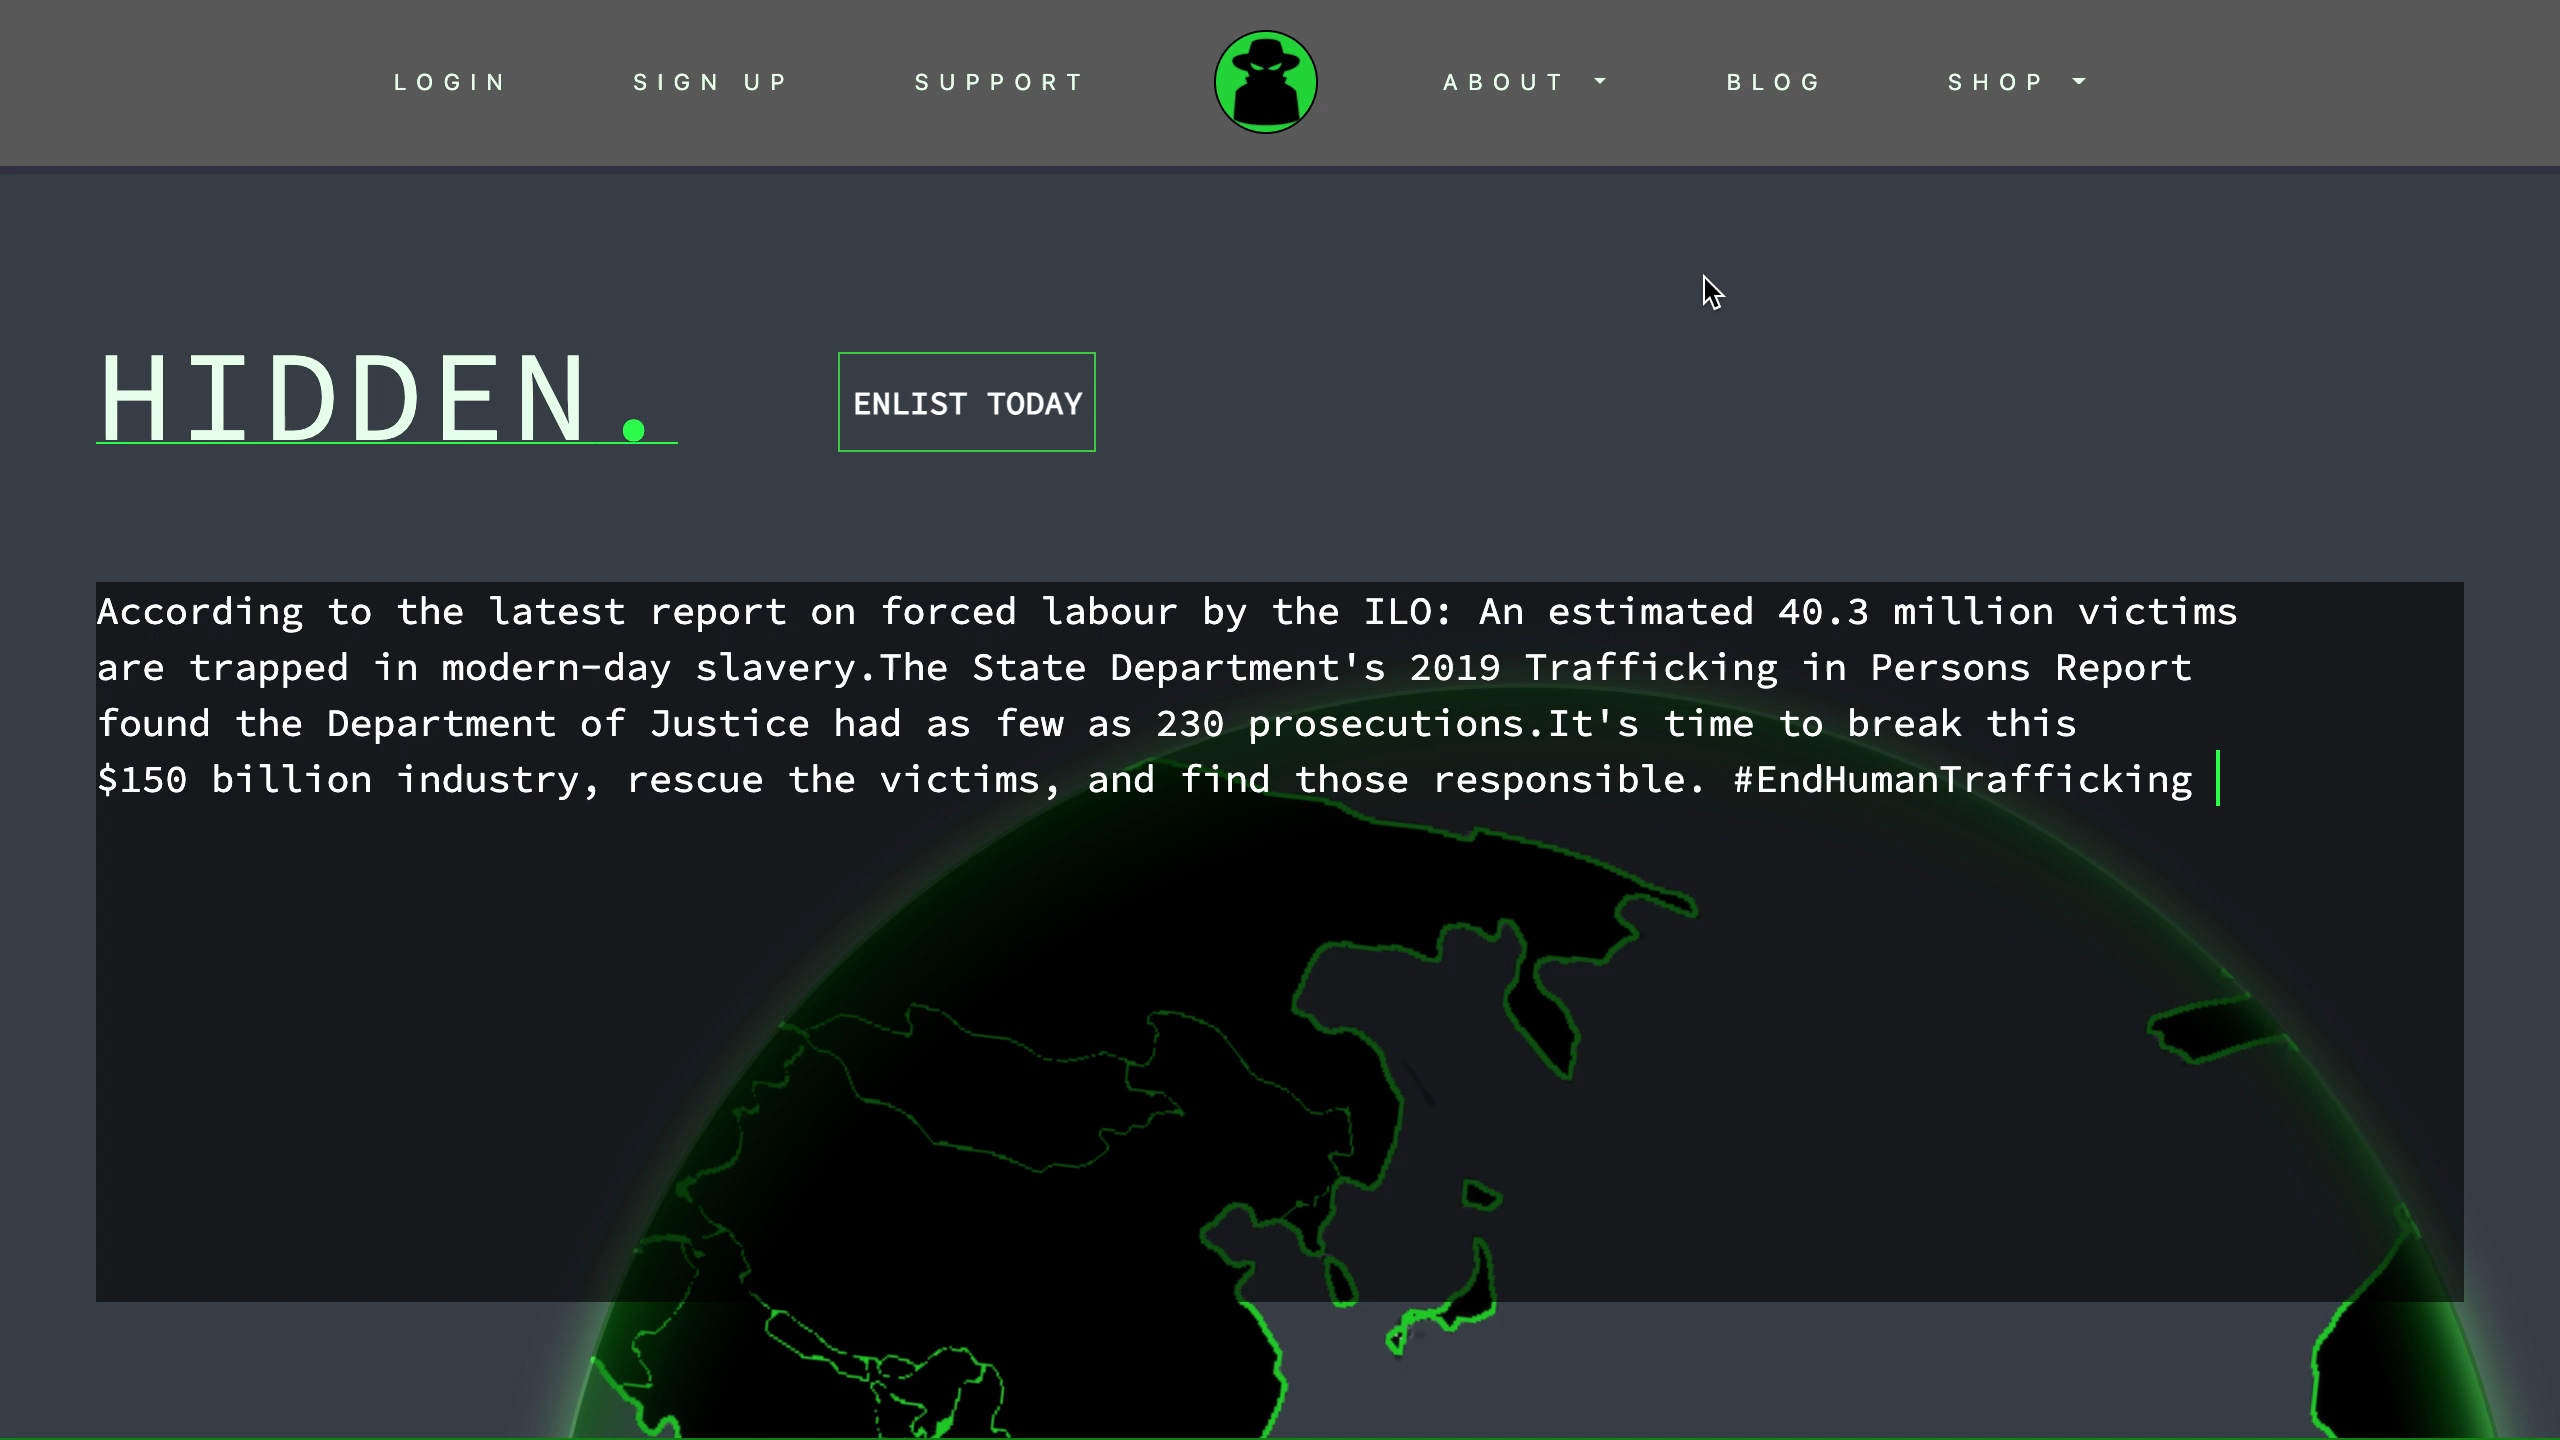 LOGIN SIGN UP SUPPORT ABOUT BLOG SHOP
HIDDEN.
ENLIST TODAY
According to the latest report on forced labour by the ILO: An estimated 40.3 million victims
are trapped in modern-day slavery.The State Department's 2019 Trafficking in Persons Report
found the Department of Justice had as few as 230 prosecutions.It's time to break this
$150 billion industry, rescue the victims, and find those responsible. #EndHumanTrafficking